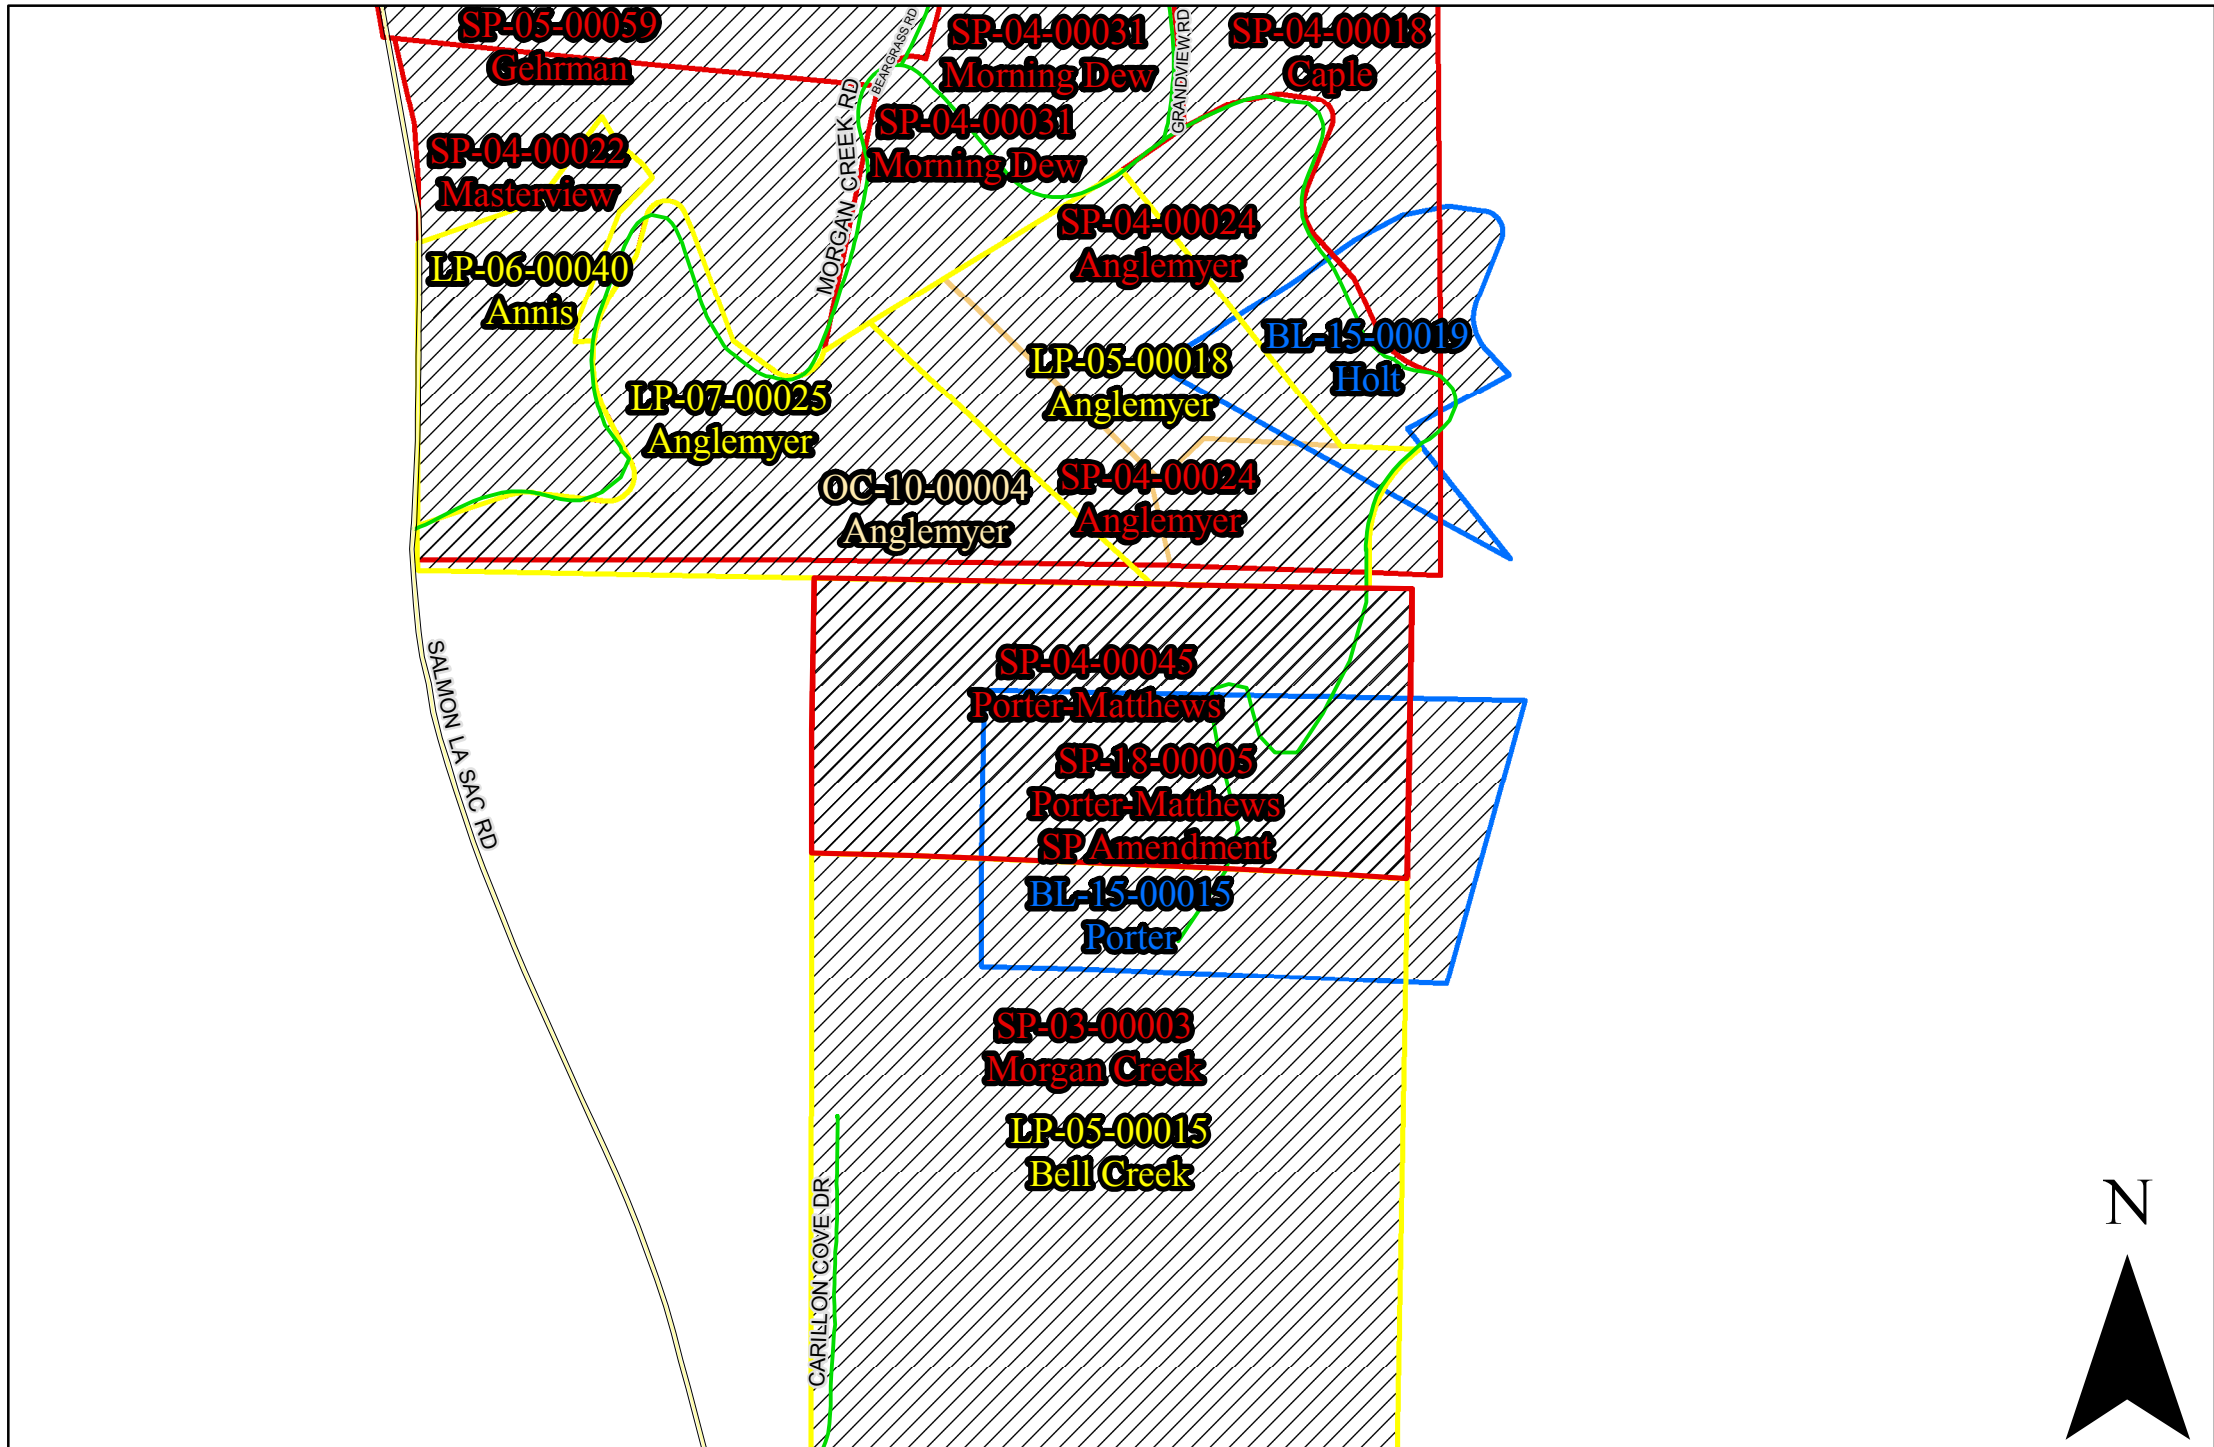 SP-05-00059
Gehrman
BEARGRASS RD
SP-04-00031
Morning Dew
GRANDVIEW RD
SP-04-00018
Caple
SP-04-00022
Masterview
MORGAN CREEK RD
SP-04-00031
Morning Dew
SP-04-00024
Anglemyer
LP-06-00040
Annis
BL-15-00019
Holt
LP-05-00018
Anglemyer
LP-07-00025
Anglemyer
OC-10-00004
Anglemyer
SP-04-00024
Anglemyer
SALMON LA SAC RD
SP-04-00045
Porter-Matthews
SP-18-00005
Porter-Matthews
SP Amendment
BL-15-00015
Porter
SP-03-00003
Morgan Creek
LP-05-00015
Bell Creek
CARILLON COVE DR
N